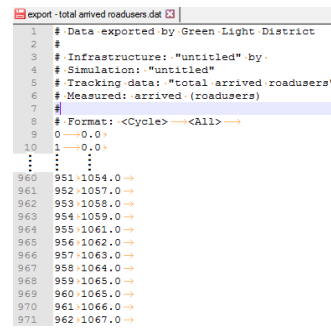 export - total arrived roadusers.dat
1 # Data exported by Green Light District
2 #
3 # Infrastructure: "untitled" by
4 # Simulation: "untitled"
5 # Tracking data: "total arrived roadusers"
6 # Measured: arrived (roadusers)
7 #
8 # Format: <Cycle> <All>
9 0 0.0
10 1 0.0
960 951 1054.0
961 952 1057.0
962 953 1058.0
963 954 1059.0
964 955 1061.0
965 956 1062.0
966 957 1063.0
967 958 1064.0
968 959 1065.0
969 960 1065.0
970 961 1066.0
971 962 1067.0